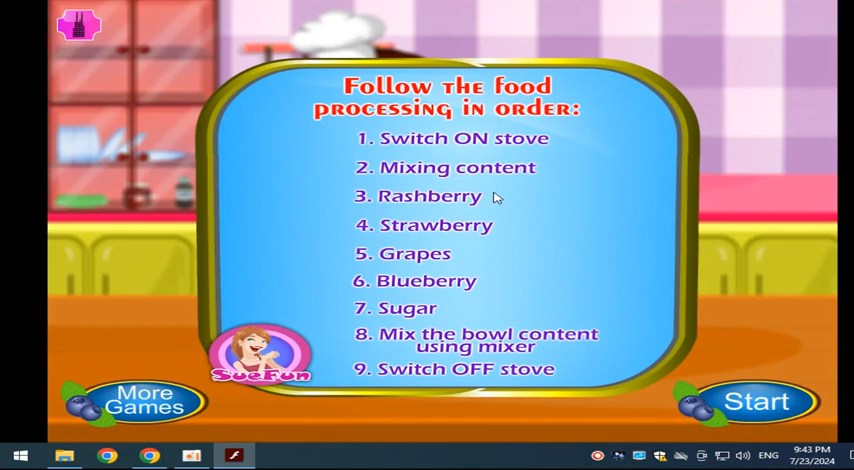 Follow the food
processing in order:
1. Switch ON stove
2. Mixing content
3. Rashberry
4. Strawberry
5. Grapes
6. Blueberry
7. Sugar
8. Mix the bowl content
using mixer
9. Switch OFF stove
SueFun
More
Games
Start
ENG
9:43 PM
7/23/2024